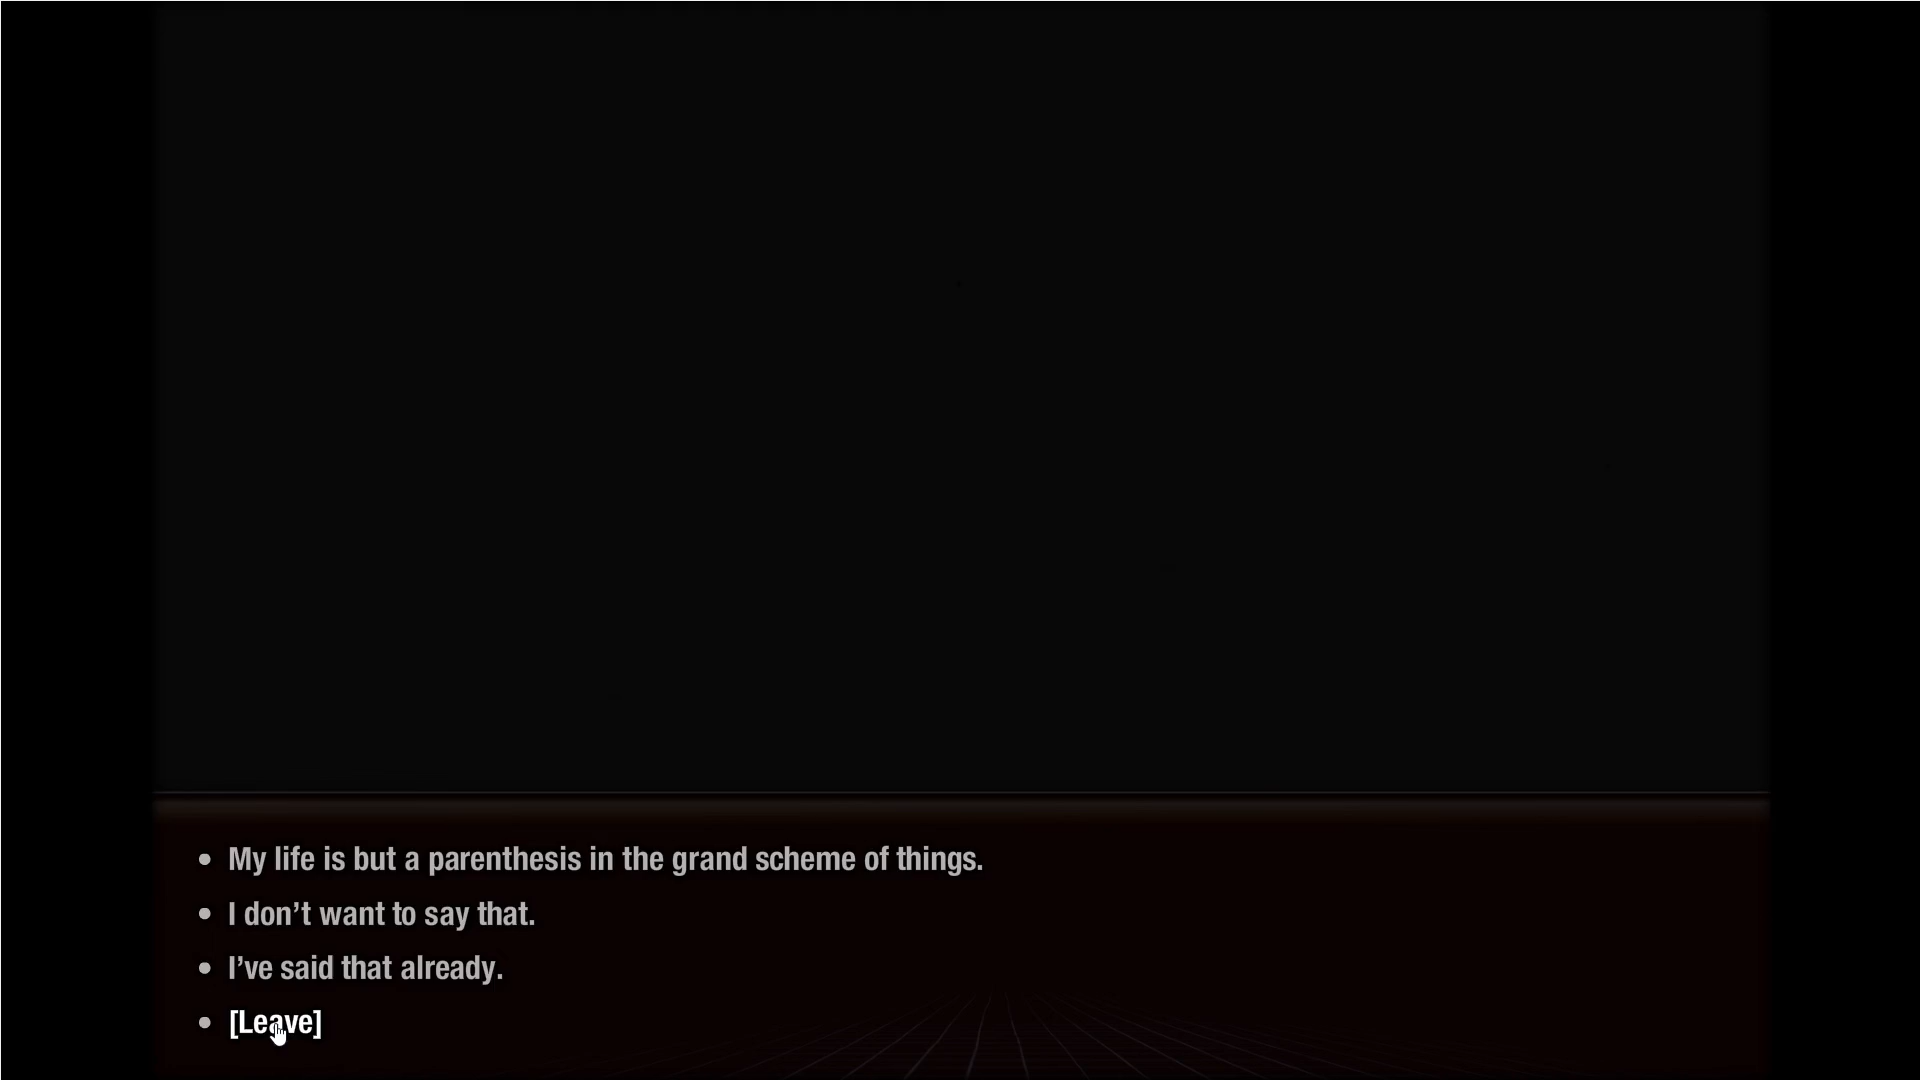 My life is but a parenthesis in the grand scheme of things.
I don’t want to say that.
I’ve said that already.
[Leave]